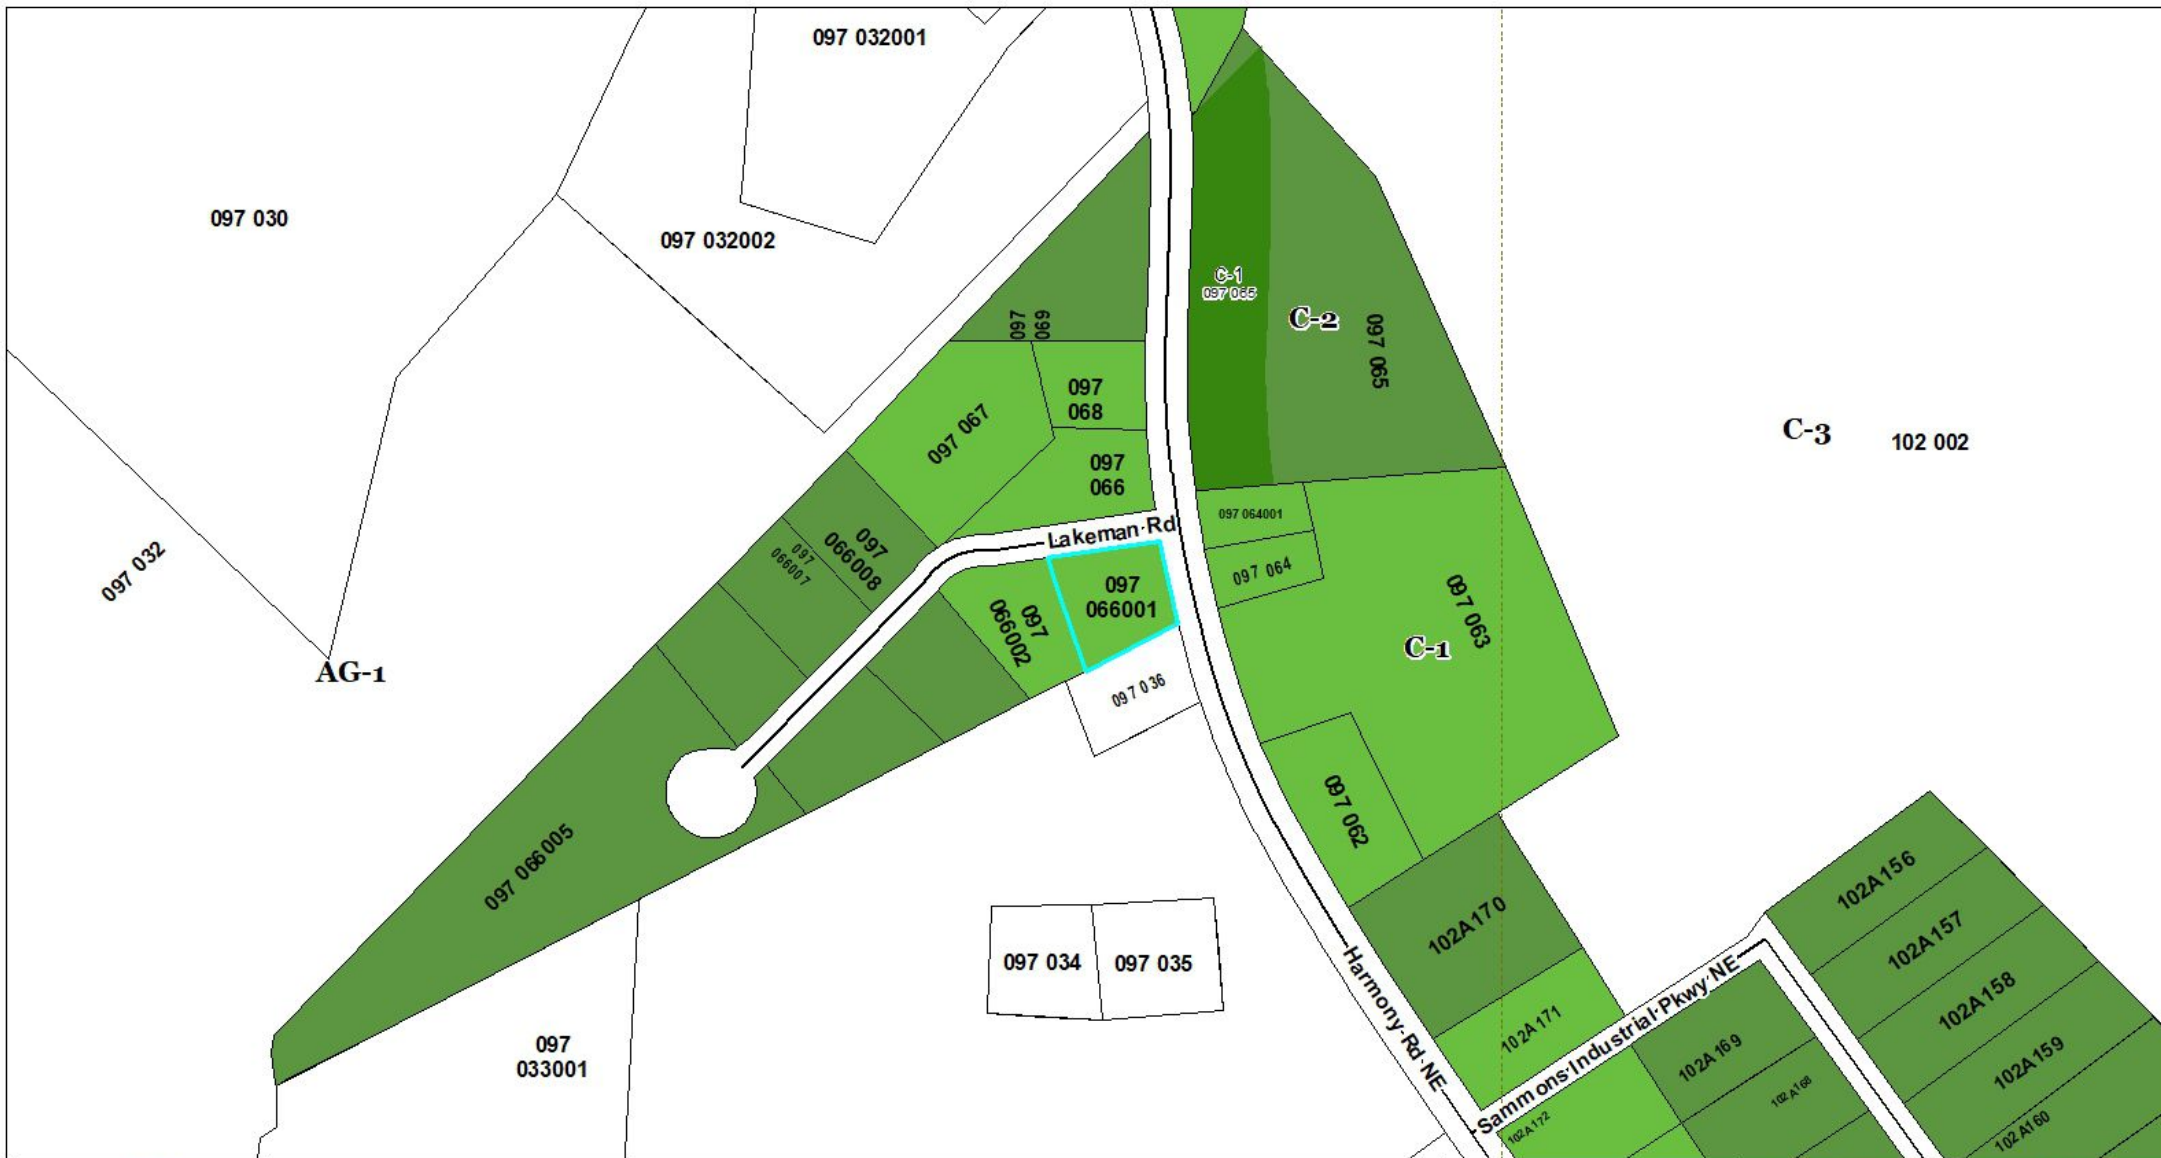 097 032001
097 030
097 032002
C-1
097 065
C-2
097 065
097
069
097
068
097 067
C-3
102 002
097
066
097 064001
Lakeman Rd
097
066008
097
066007
097 032
097 064
097
066001
097
066002
097 063
C-1
AG-1
097 036
097 062
097 066005
102A156
102A170
102A157
097 034
097 035
Harmony Rd NE
Sammons Industrial Pkwy NE
102A158
102A171
102A169
102A159
097
033001
102A168
102A172
102A160